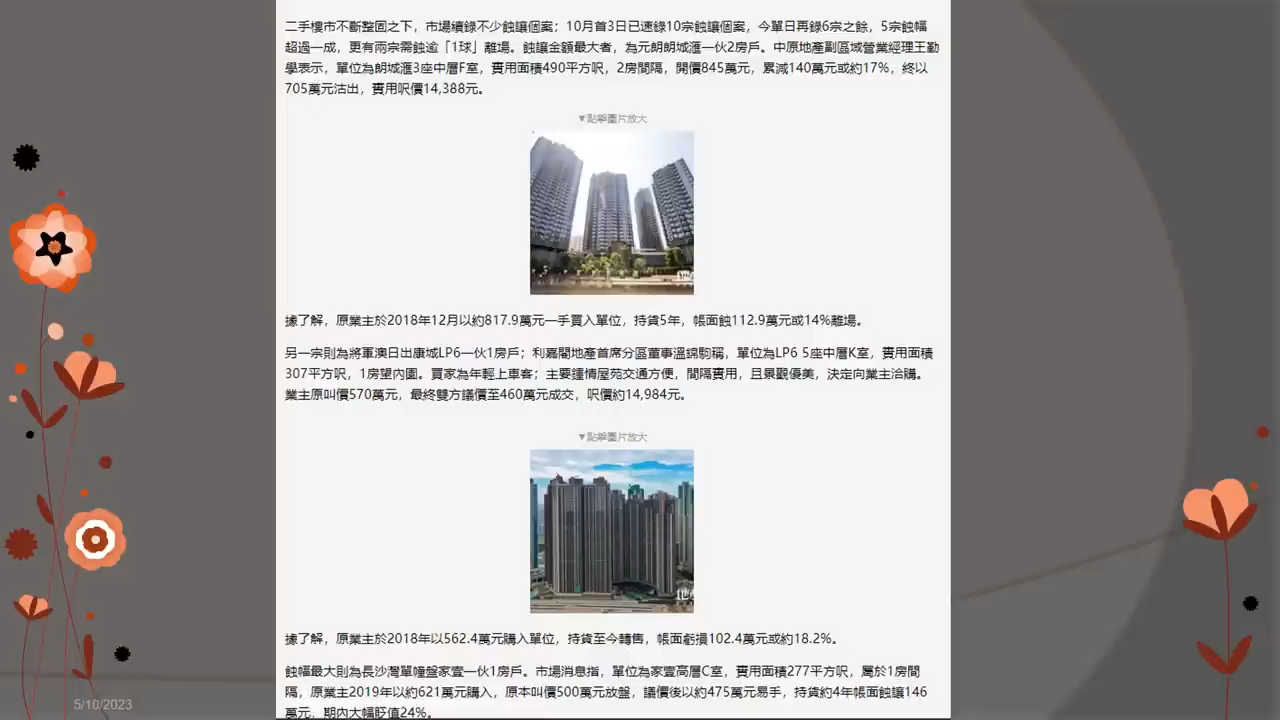 二手樓市不斷整固之下，市場續錄不少蝕讓個案；10月首3日已速錄10宗蝕讓個案，今單日再錄6宗之餘，5宗蝕幅
超過一成，更有兩宗需蝕逾「1球」離場。蝕讓金額最大者，為元朗朗城滙一伙2房戶。中原地產副區域營業經理王勤
學表示，單位為朗城滙3座中層F室，實用面積490平方呎，2房間隔，開價845萬元，累減140萬元或約17%，終以
705萬元沽出，實用呎價14,388元。
▼點擊圖片放大
據了解，原業主於2018年12月以約817.9萬元一手買入單位，持貨5年，帳面蝕112.9萬元或14%離場。
另一宗則為將軍澳日出康城LP6一伙1房戶；利嘉閣地產首席分區董事溫錦駒稱，單位為LP6 5座中層K室，實用面積
307平方呎，1房望內園。買家為年輕上車客；主要鍾情屋苑交通方便，間隔實用，且景觀優美，決定向業主洽購。
業主原叫價570萬元，最終雙方議價至460萬元成交，呎價約14,984元。
▼點擊圖片放大
據了解，原業主於2018年以562.4萬元購入單位，持貨至今轉售，帳面虧損102.4萬元或約18.2%。
蝕幅最大則為長沙灣單幢盤家壹一伙1房戶。市場消息指，單位為家壹高層C室，實用面積277平方呎，屬於1房間
隔，原業主2019年以約621萬元購入，原本叫價500萬元放盤，議價後以約475萬元易手，持貨約4年帳面蝕讓146
萬元，期內大幅貶值24%。
5/10/2023